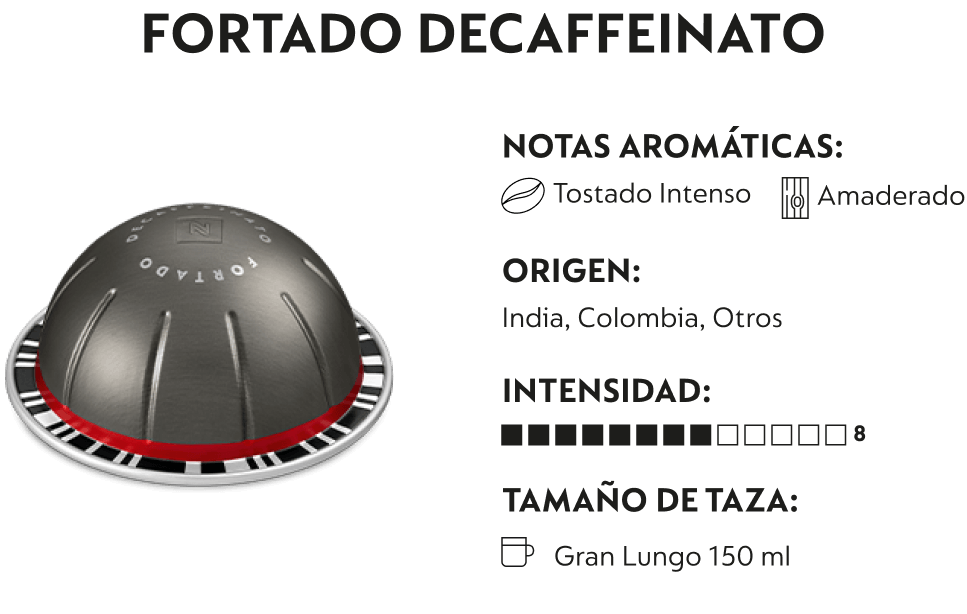 FORTADO DECAFFEINATO
NOTAS AROMÁTICAS:
Tostado Intenso
Amaderado
DECAFFEINATO
N
FORTADO
ORIGEN:
India, Colombia, Otros
INTENSIDAD:
8
TAMAÑO DE TAZA:
Gran Lungo 150 ml